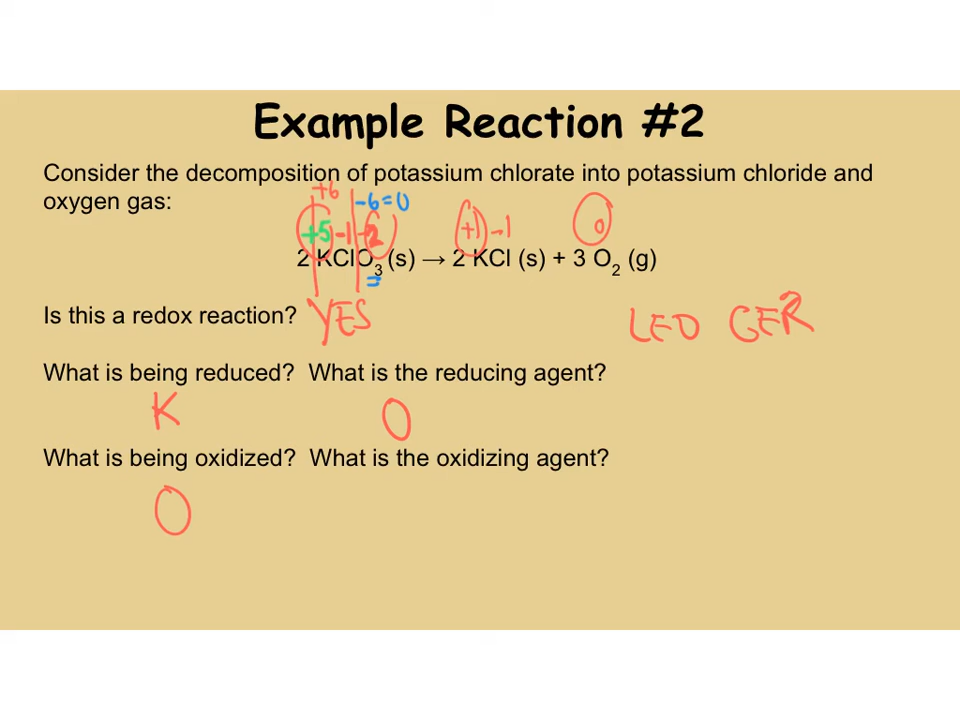 Example Reaction #2
Consider the decomposition of potassium chlorate into potassium chloride and
oxygen gas:
+6
-6=0
+5 -1 -2 +1 -1 0
2 KClO3 (s) → 2 KCl (s) + 3 O2 (g)
=
Is this a redox reaction? YES LEO GER
What is being reduced? What is the reducing agent?
K O
What is being oxidized? What is the oxidizing agent?
O